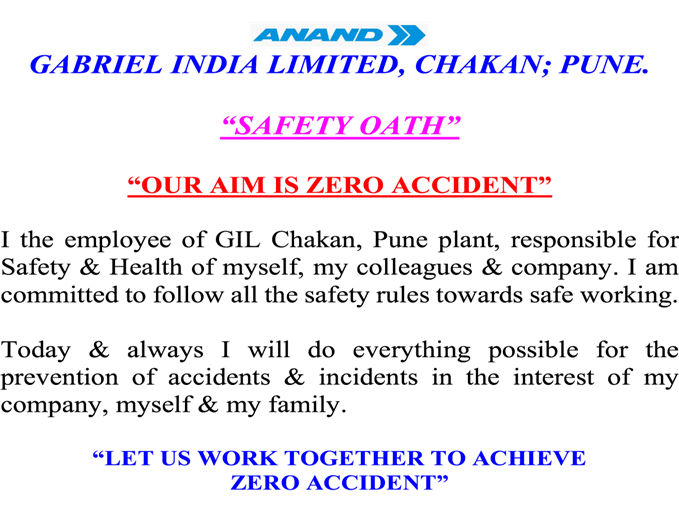 ANAND
GABRIEL INDIA LIMITED, CHAKAN; PUNE.
“SAFETY OATH”
“OUR AIM IS ZERO ACCIDENT”
I the employee of GIL Chakan, Pune plant, responsible for
Safety & Health of myself, my colleagues & company. I am
committed to follow all the safety rules towards safe working.
Today & always I will do everything possible for the
prevention of accidents & incidents in the interest of my
company, myself & my family.
“LET US WORK TOGETHER TO ACHIEVE
ZERO ACCIDENT”